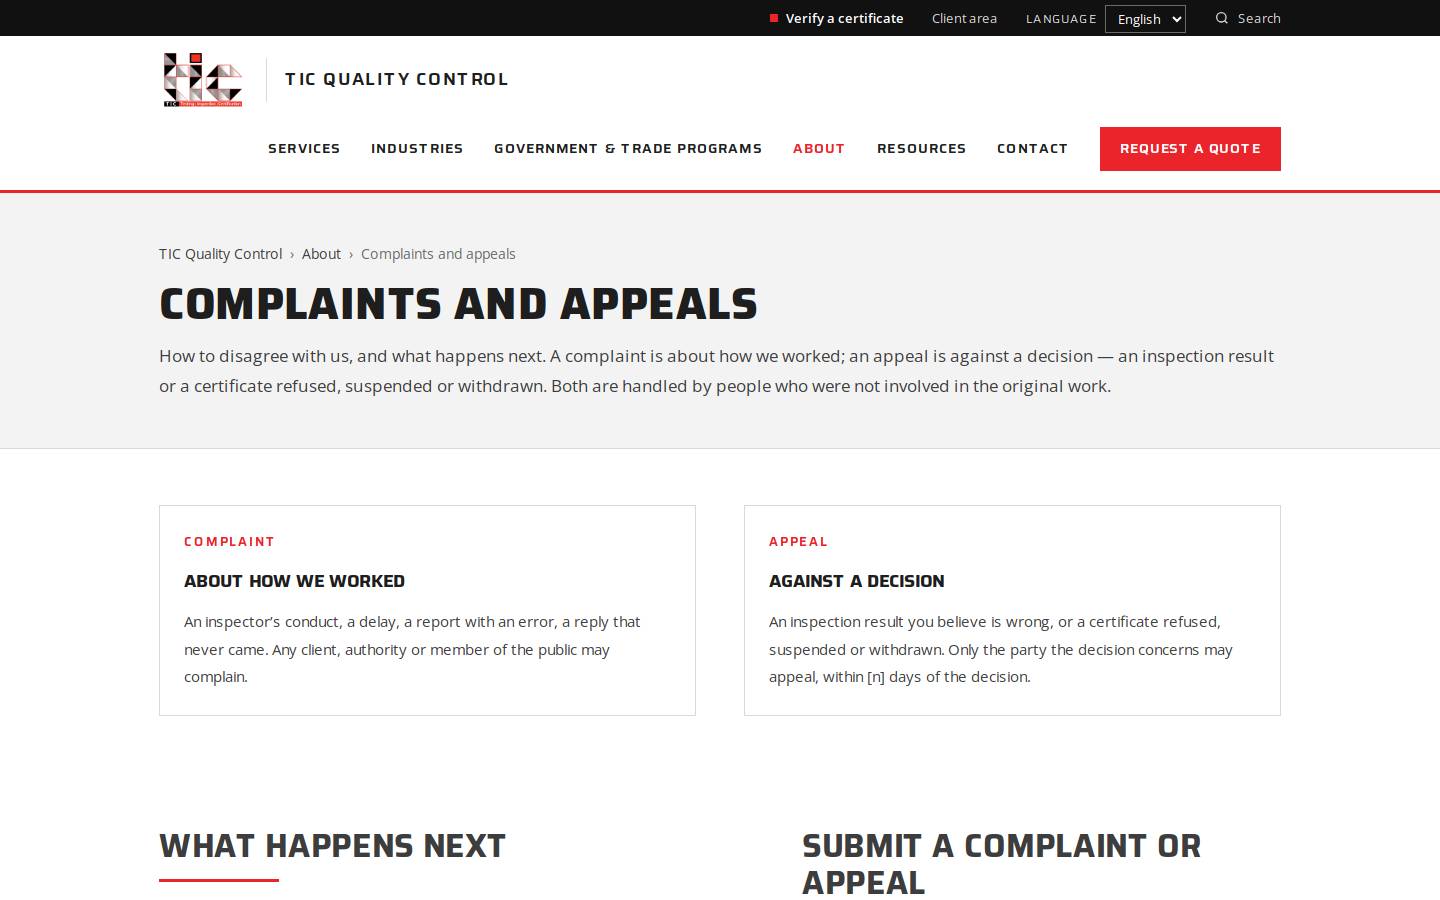 Verify a certificate
Client area
LANGUAGE
English
Search
tic
TIC Testing Inspection Certification
TIC QUALITY CONTROL
SERVICES
INDUSTRIES
GOVERNMENT & TRADE PROGRAMS
ABOUT
RESOURCES
CONTACT
REQUEST A QUOTE
TIC Quality Control › About › Complaints and appeals
COMPLAINTS AND APPEALS
How to disagree with us, and what happens next. A complaint is about how we worked; an appeal is against a decision — an inspection result
or a certificate refused, suspended or withdrawn. Both are handled by people who were not involved in the original work.
COMPLAINT
ABOUT HOW WE WORKED
An inspector’s conduct, a delay, a report with an error, a reply that
never came. Any client, authority or member of the public may
complain.
APPEAL
AGAINST A DECISION
An inspection result you believe is wrong, or a certificate refused,
suspended or withdrawn. Only the party the decision concerns may
appeal, within [n] days of the decision.
WHAT HAPPENS NEXT
SUBMIT A COMPLAINT OR
APPEAL